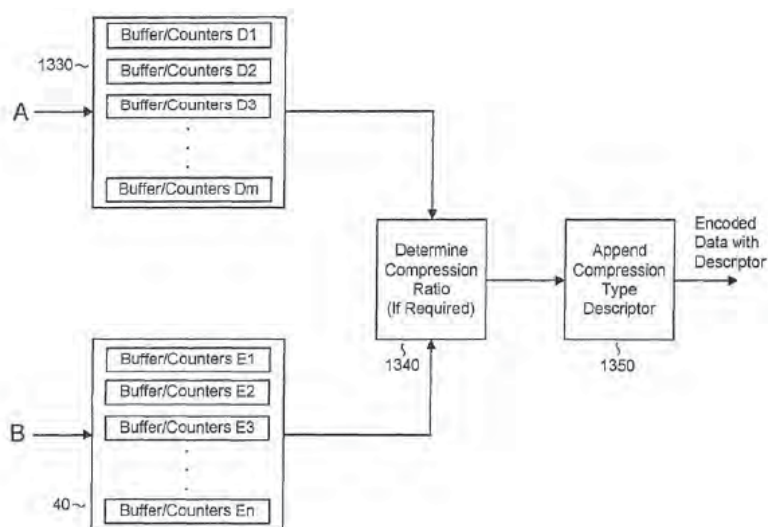 Buffer/Counters D1
1330
Buffer/Counters D2
A
Buffer/Counters D3
Buffer/Counters Dm
Determine
Compression
Ratio
(If Required)
1340
Append
Compression
Type
Descriptor
1350
Encoded
Data with
Descriptor
Buffer/Counters E1
Buffer/Counters E2
B
Buffer/Counters E3
40
Buffer/Counters En